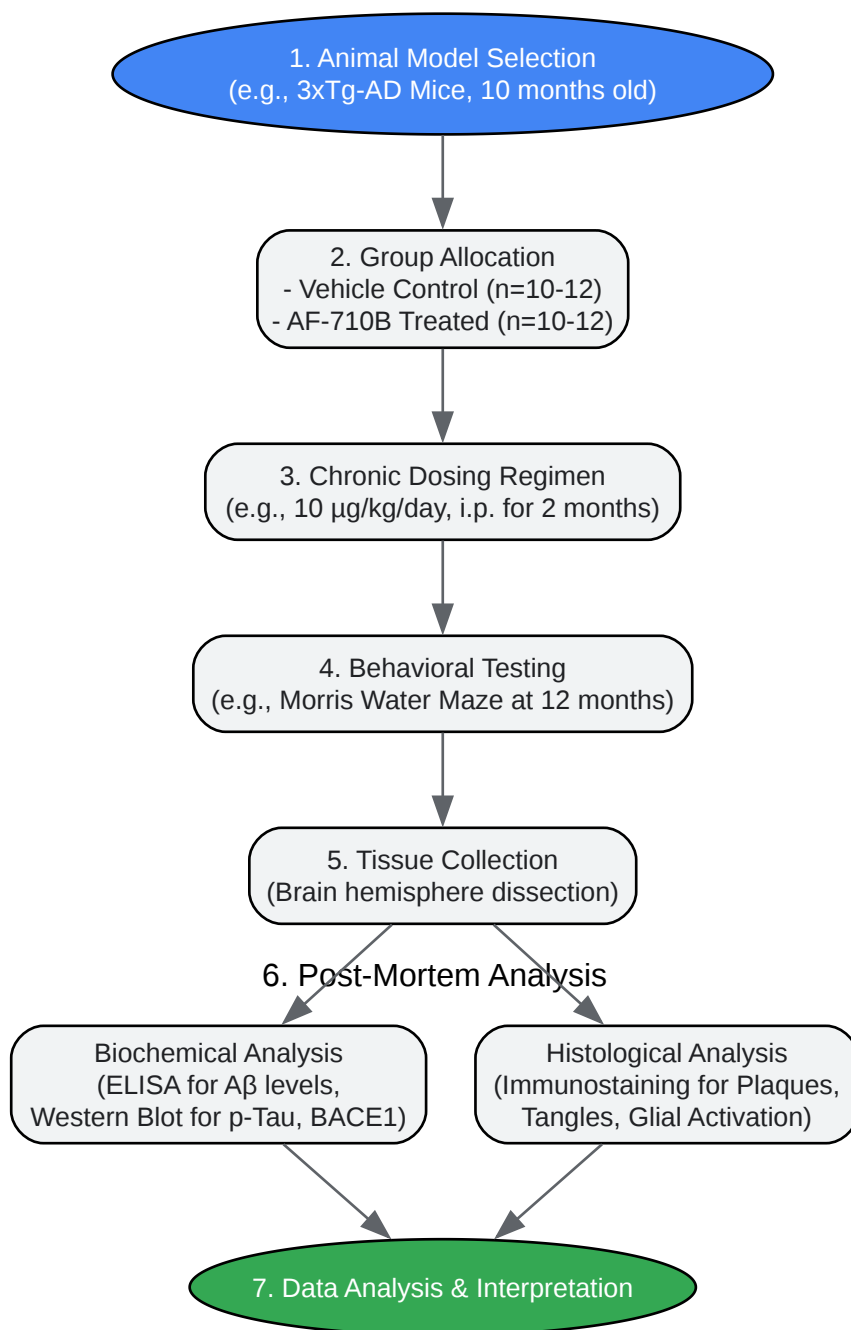 1. Animal Model Selection
(e.g., 3xTg-AD Mice, 10 months old)
2. Group Allocation
- Vehicle Control (n=10-12)
- AF-710B Treated (n=10-12)
3. Chronic Dosing Regimen
(e.g., 10 µg/kg/day, i.p. for 2 months)
4. Behavioral Testing
(e.g., Morris Water Maze at 12 months)
5. Tissue Collection
(Brain hemisphere dissection)
6. Post-Mortem Analysis
Biochemical Analysis
(ELISA for Aβ levels,
Western Blot for p-Tau, BACE1)
Histological Analysis
(Immunostaining for Plaques,
Tangles, Glial Activation)
7. Data Analysis & Interpretation